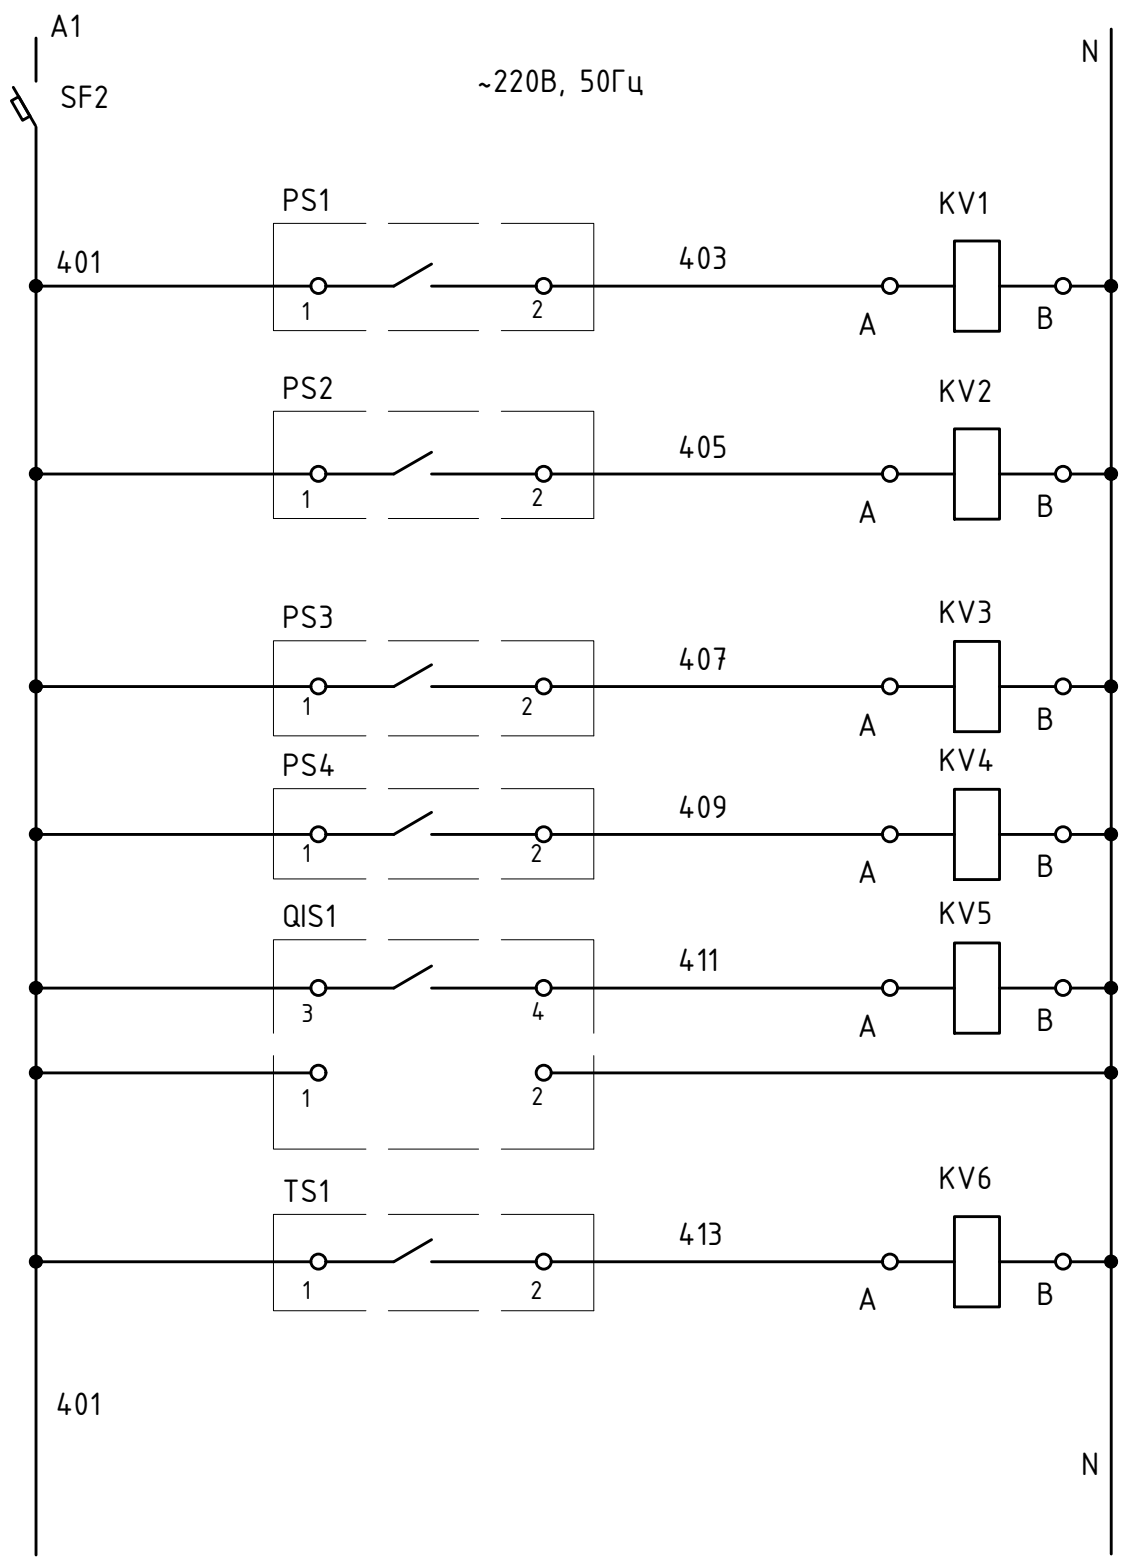 A1
N
SF2
~220В, 50Гц
PS1
KV1
401
403
1
2
A
B
PS2
KV2
405
1
2
A
B
PS3
KV3
407
1
2
A
B
PS4
KV4
409
1
2
A
B
QIS1
KV5
411
3
4
A
B
1
2
TS1
KV6
413
1
2
A
B
401
N